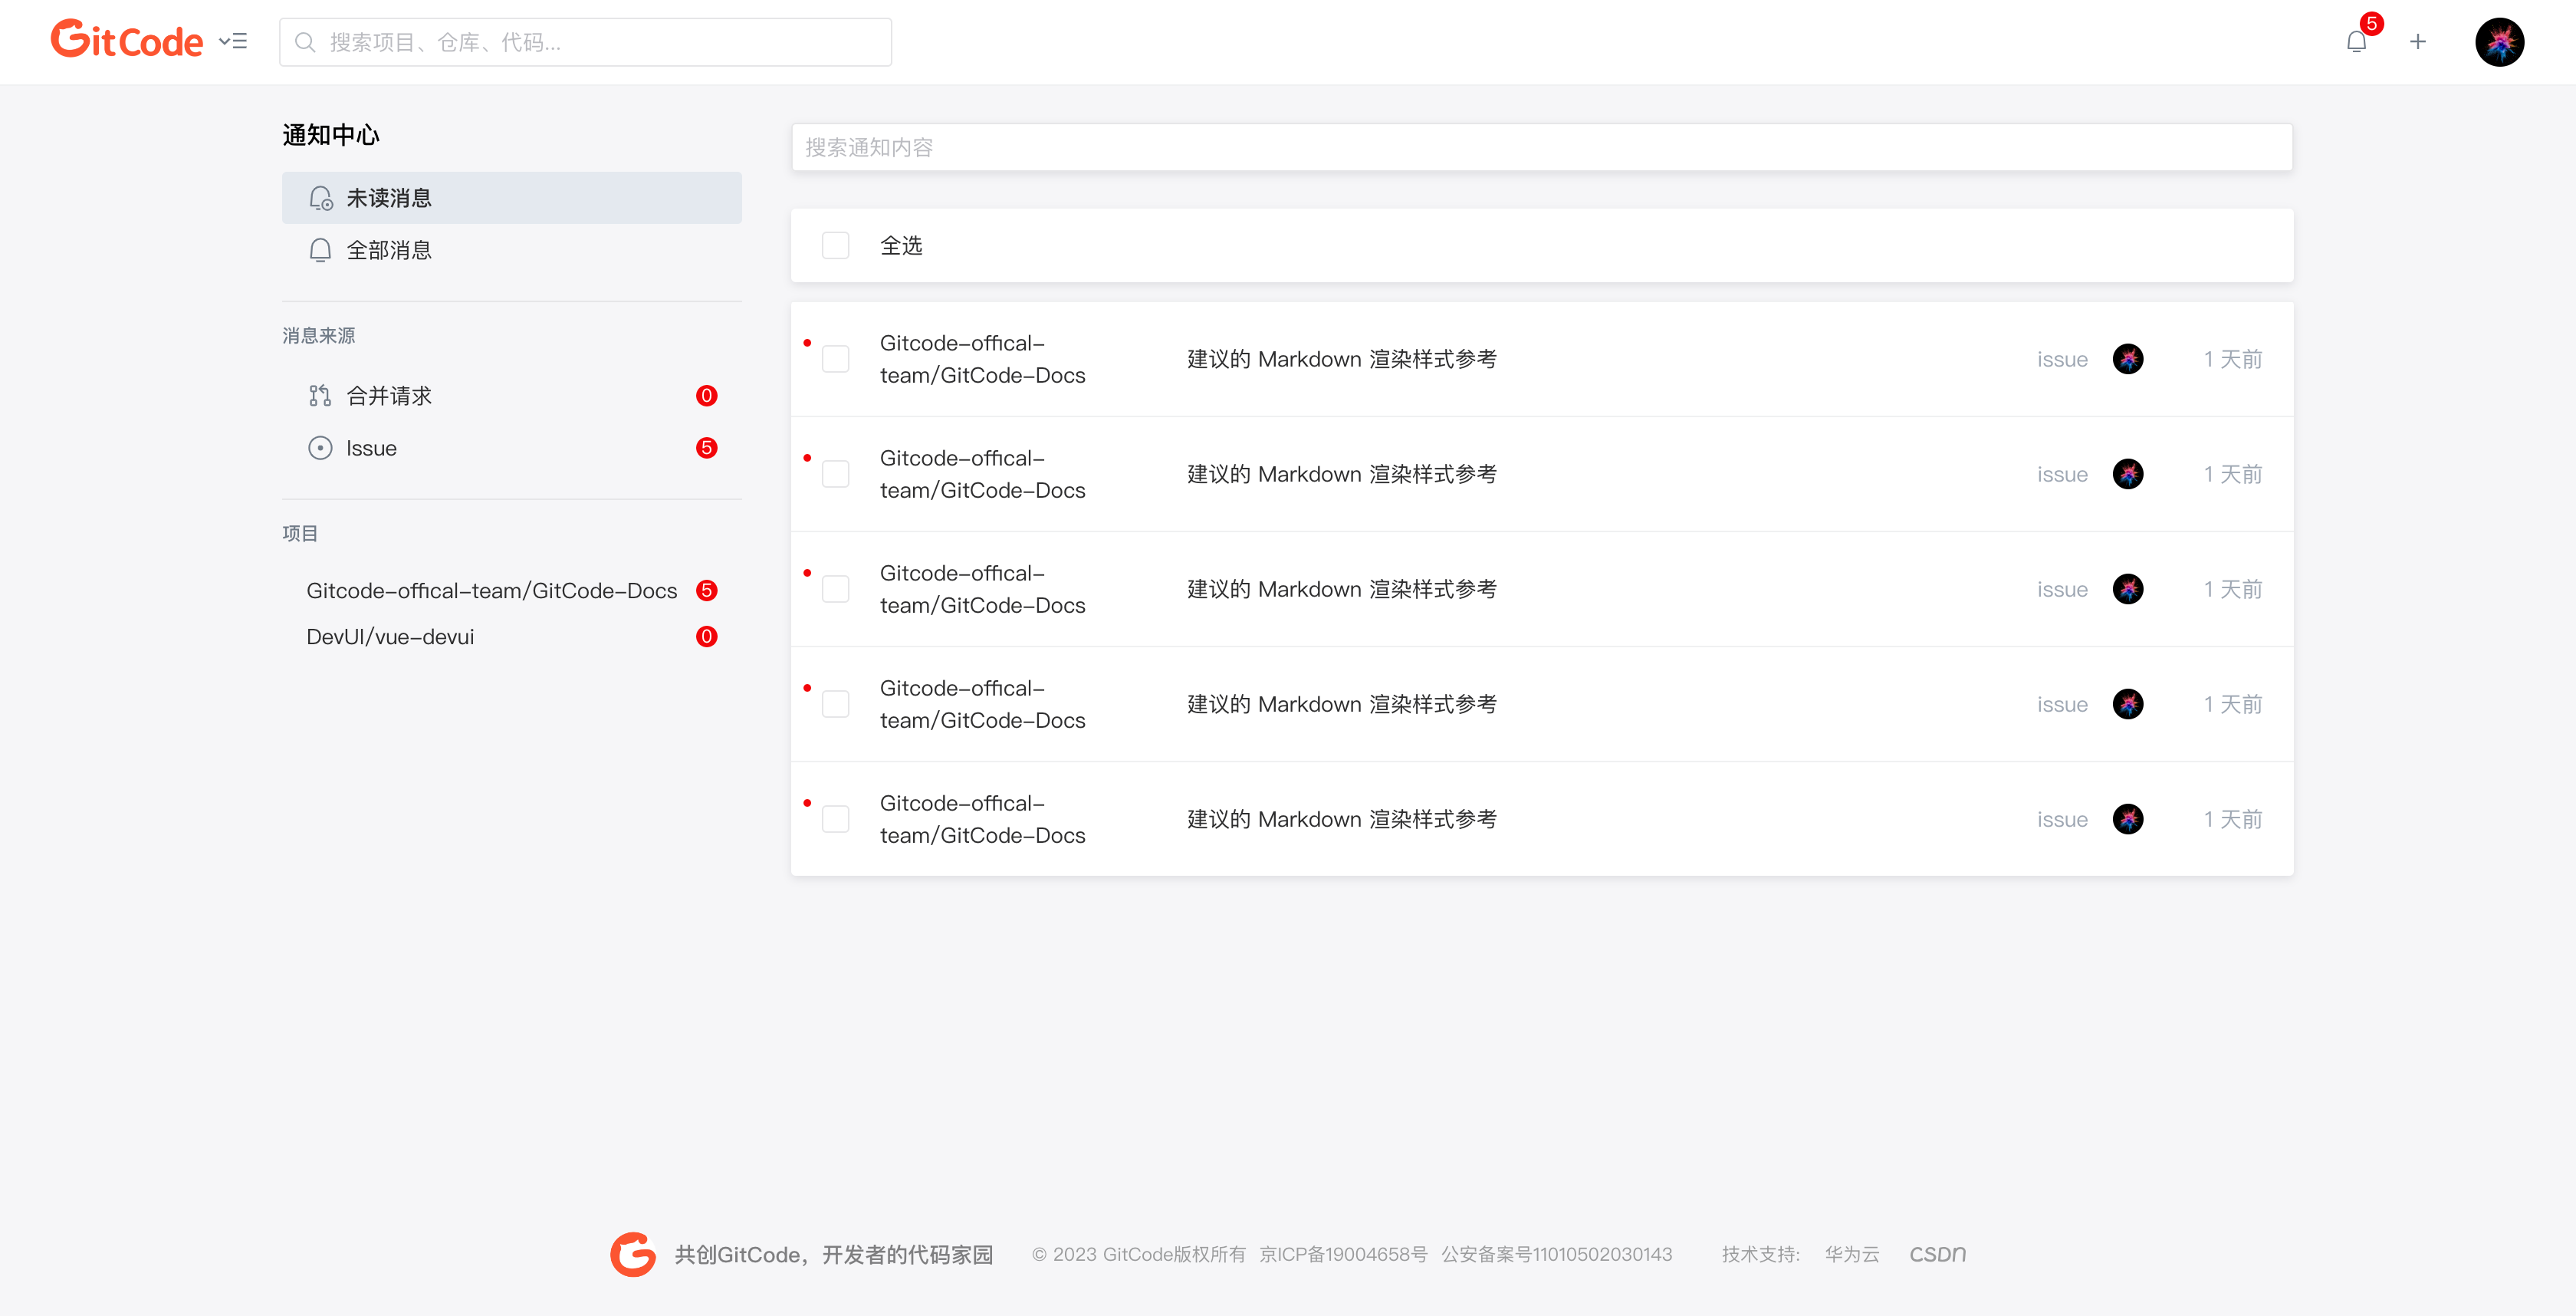 GitCode
搜索项目、仓库、代码...
5
通知中心
未读消息
全部消息
消息来源
合并请求 0
Issue 5
项目
Gitcode-offical-team/GitCode-Docs 5
DevUI/vue-devui 0
搜索通知内容
全选
Gitcode-offical-
team/GitCode-Docs
建议的 Markdown 渲染样式参考
issue
1 天前
Gitcode-offical-
team/GitCode-Docs
建议的 Markdown 渲染样式参考
issue
1 天前
Gitcode-offical-
team/GitCode-Docs
建议的 Markdown 渲染样式参考
issue
1 天前
Gitcode-offical-
team/GitCode-Docs
建议的 Markdown 渲染样式参考
issue
1 天前
Gitcode-offical-
team/GitCode-Docs
建议的 Markdown 渲染样式参考
issue
1 天前
共创GitCode，开发者的代码家园 © 2023 GitCode版权所有 京ICP备19004658号 公安备案号11010502030143 技术支持: 华为云 CSDN